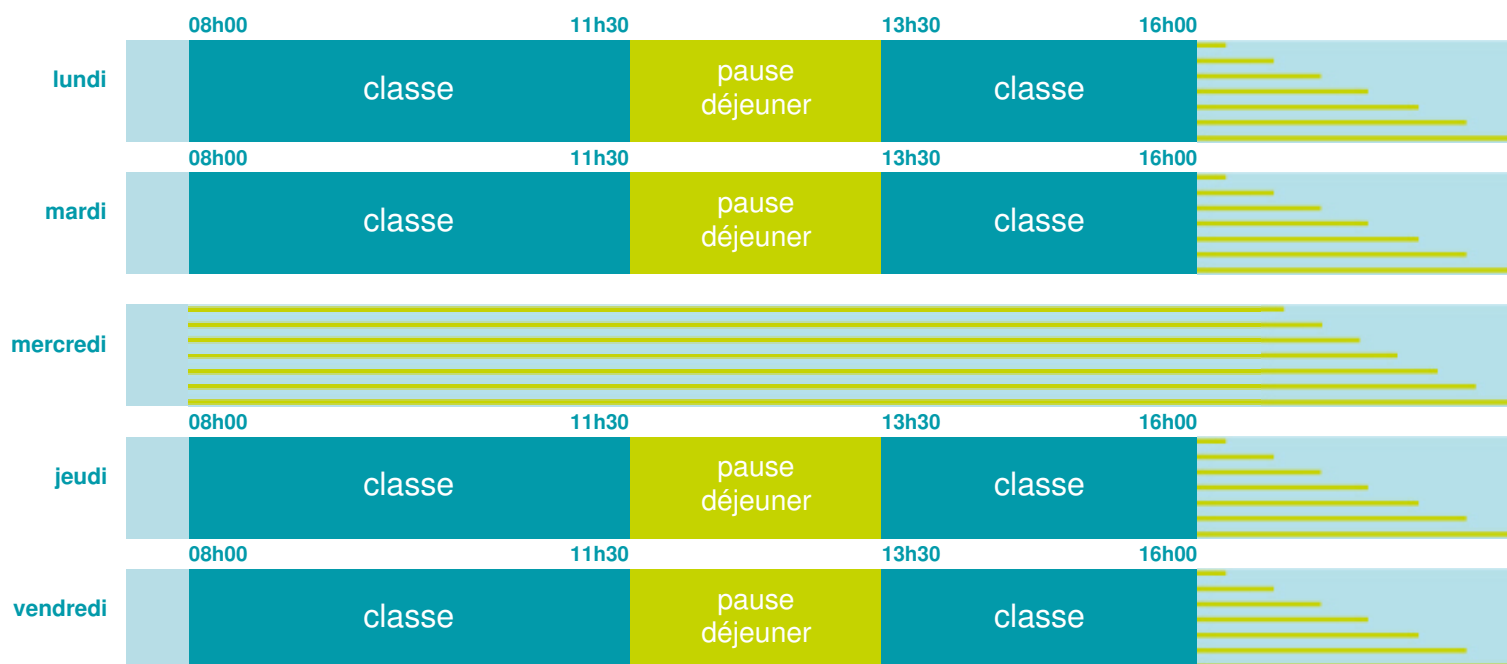 08h00 11h30 13h30 16h00
lundi classe pause déjeuner classe
08h00 11h30 13h30 16h00
mardi classe pause déjeuner classe
mercredi
08h00 11h30 13h30 16h00
jeudi classe pause déjeuner classe
08h00 11h30 13h30 16h00
vendredi classe pause déjeuner classe